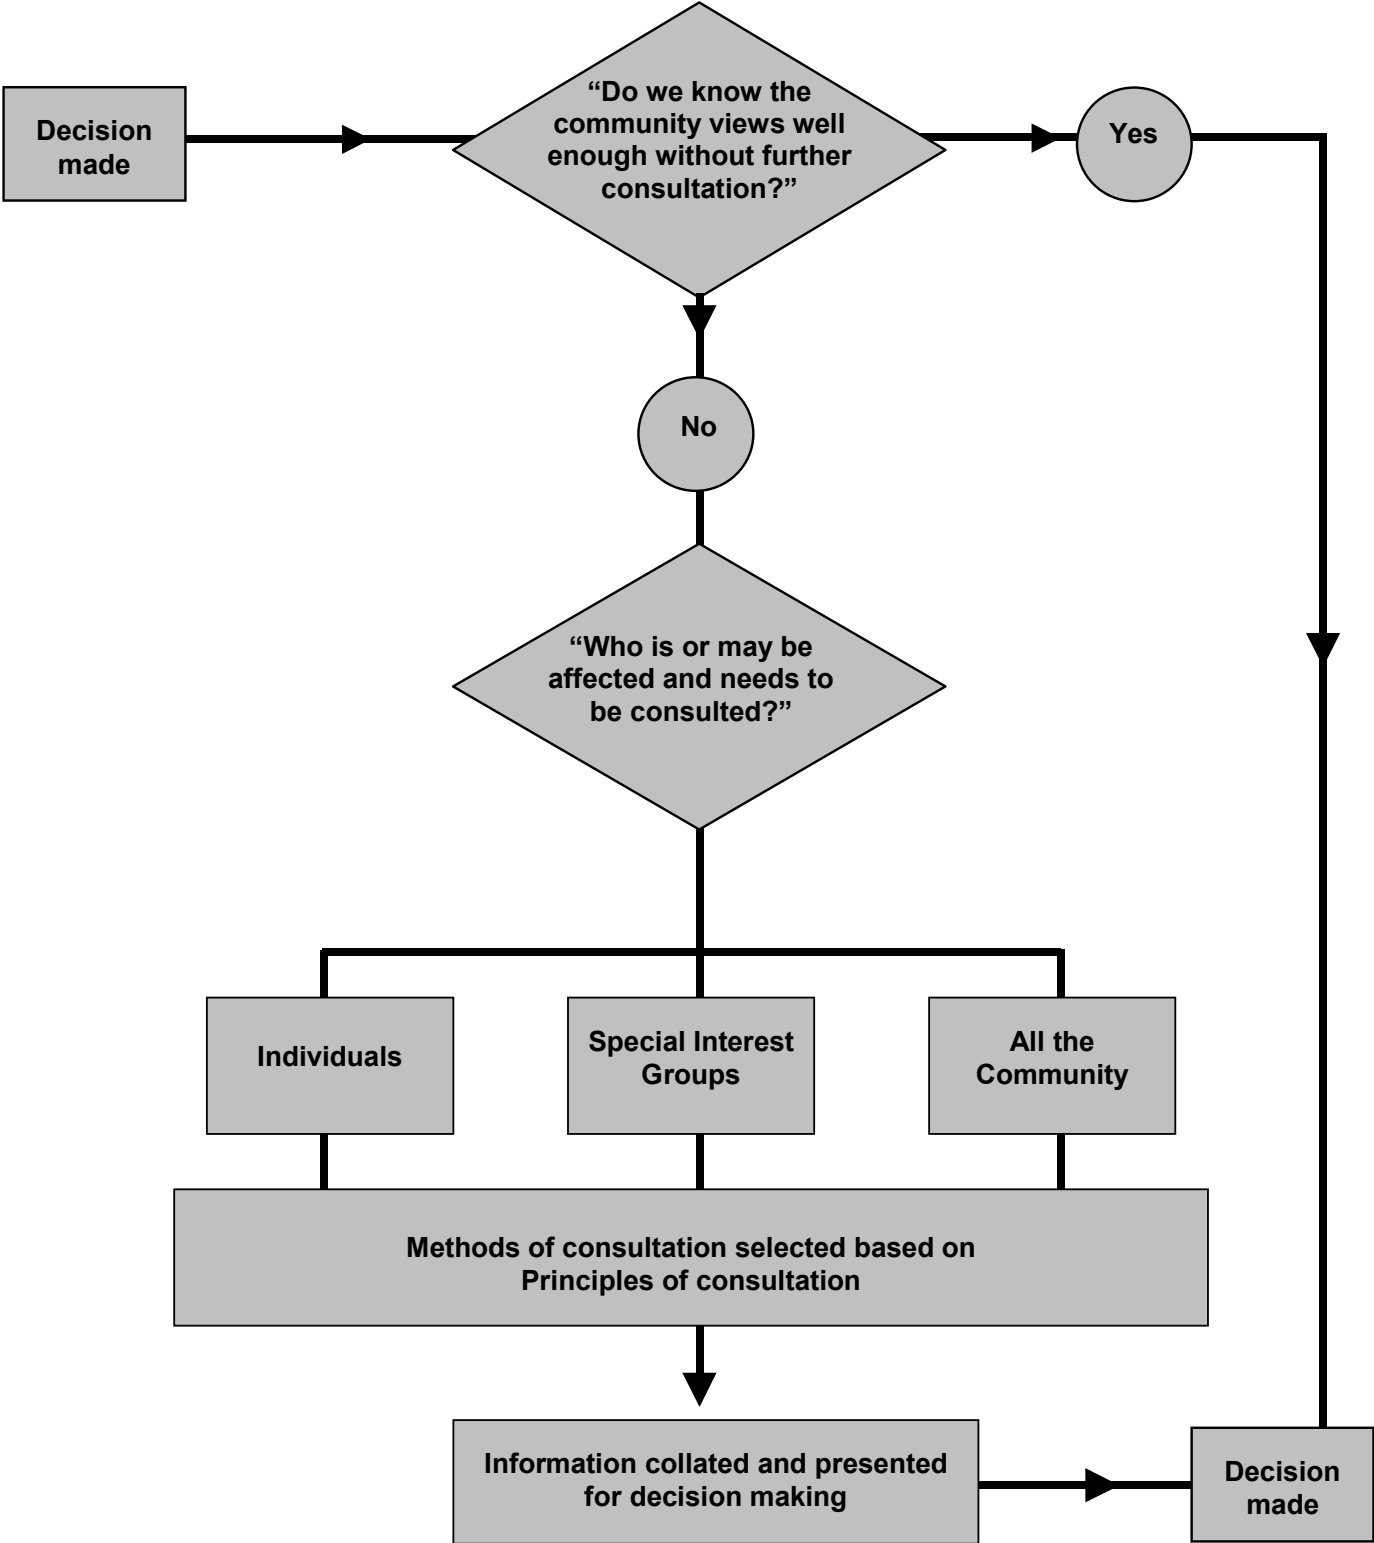 Decision
made
“Do we know the
community views well
enough without further
consultation?”
Yes
No
“Who is or may be
affected and needs to
be consulted?”
Individuals
Special Interest
Groups
All the
Community
Methods of consultation selected based on
Principles of consultation
Information collated and presented
for decision making
Decision
made